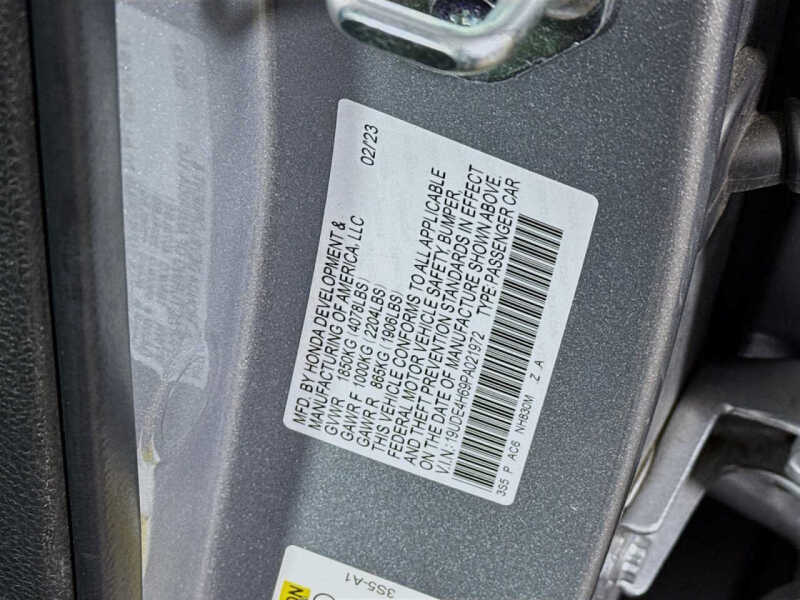 MFD. BY HONDA DEVELOPMENT &
MANUFACTURING OF AMERICA, LLC 02/23
GVWR 1850KG (4078LBS)
GAWR F 1000KG (2204LBS)
GAWR R 865KG (1906LBS)
THIS VEHICLE CONFORMS TO ALL APPLICABLE
FEDERAL MOTOR VEHICLE SAFETY, BUMPER,
AND THEFT PREVENTION STANDARDS IN EFFECT
ON THE DATE OF MANUFACTURE SHOWN ABOVE.
V.I.N.: 19UDE4H69PA021972 TYPE: PASSENGER CAR
3S5 P AC6 NH830M Z A
3S5-A1